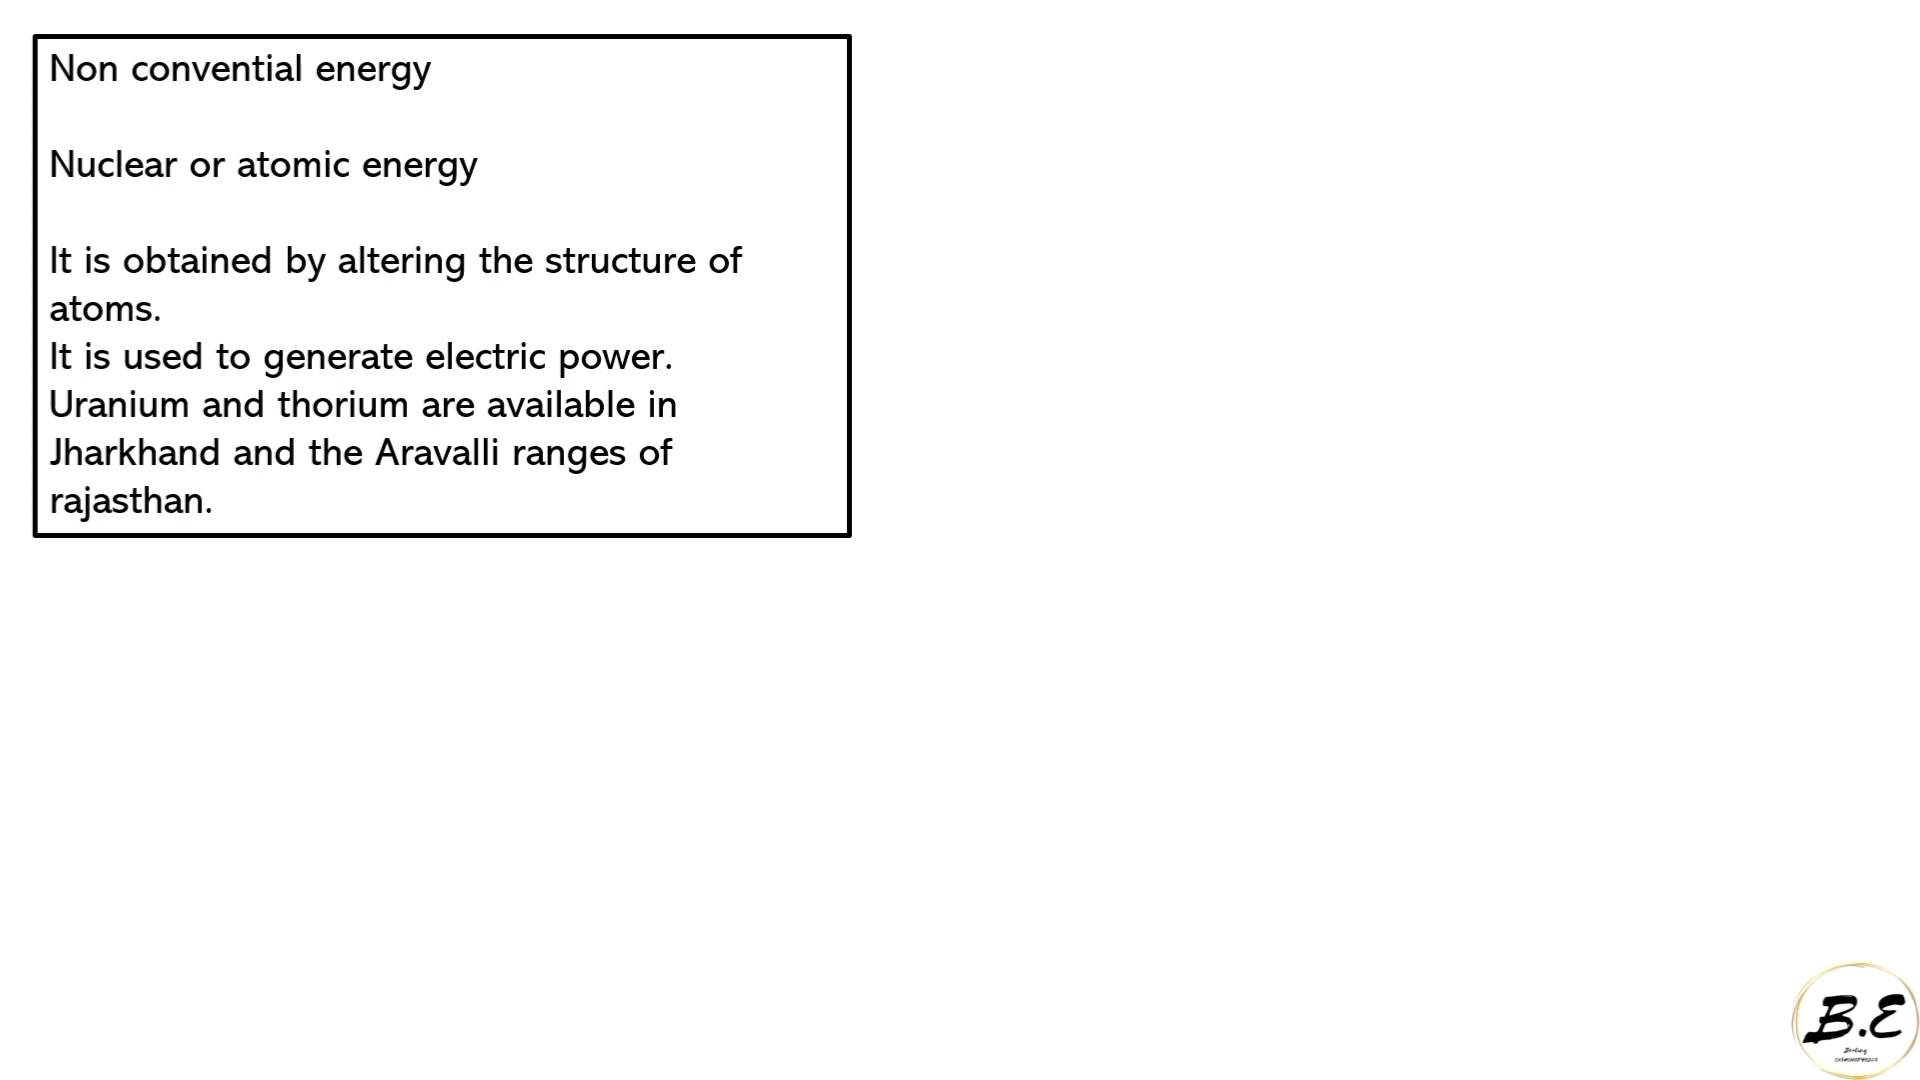 Non convential energy
Nuclear or atomic energy
It is obtained by altering the structure of
atoms.
It is used to generate electric power.
Uranium and thorium are available in
Jharkhand and the Aravalli ranges of
rajasthan.
B.E